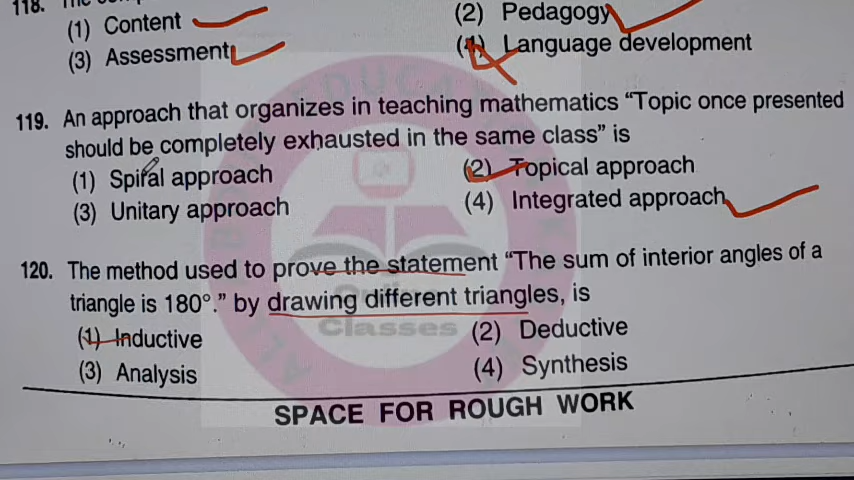 118.
(1) Content
(2) Pedagogy
(3) Assessment
(4) Language development
119. An approach that organizes in teaching mathematics “Topic once presented
should be completely exhausted in the same class” is
(1) Spiral approach
(2) Topical approach
(3) Unitary approach
(4) Integrated approach
120. The method used to prove the statement “The sum of interior angles of a
triangle is 180°.” by drawing different triangles, is
(1) Inductive
(2) Deductive
(3) Analysis
(4) Synthesis
Online
Classes
SPACE FOR ROUGH WORK